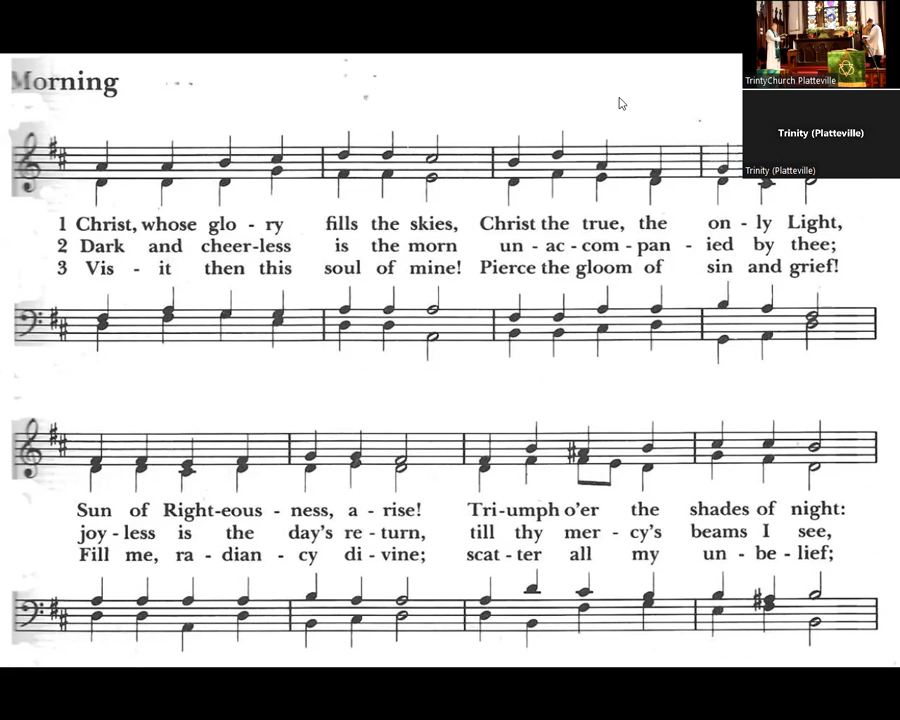 Morning
TrintyChurch Platteville
Trinity (Platteville)
Trinity (Platteville)
1 Christ, whose glo - ry fills the skies, Christ the true, the on - ly Light,
2 Dark and cheer-less is the morn un - ac - com - pan - ied by thee;
3 Vis - it then this soul of mine! Pierce the gloom of sin and grief!
Sun of Right-eous - ness, a - rise! Tri-umph o'er the shades of night:
joy - less is the day's re - turn, till thy mer - cy's beams I see,
Fill me, ra - dian - cy di - vine; scat - ter all my un - be - lief;